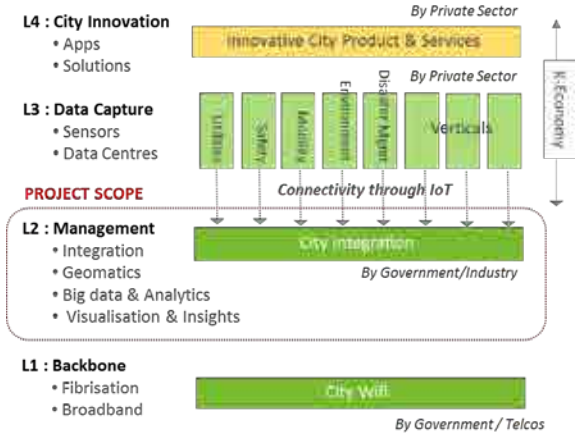 L4 : City Innovation
• Apps
• Solutions
By Private Sector
Innovative City Product & Services
By Private Sector
K-Economy
L3 : Data Capture
• Sensors
• Data Centres
Utilities
Safety
Mobility
Environment
Disaster Mgmt
Verticals
PROJECT SCOPE
Connectivity through IoT
L2 : Management
• Integration
• Geomatics
• Big data & Analytics
• Visualisation & Insights
City Integration
By Government/Industry
L1 : Backbone
• Fibrisation
• Broadband
City Wifi
By Government / Telcos